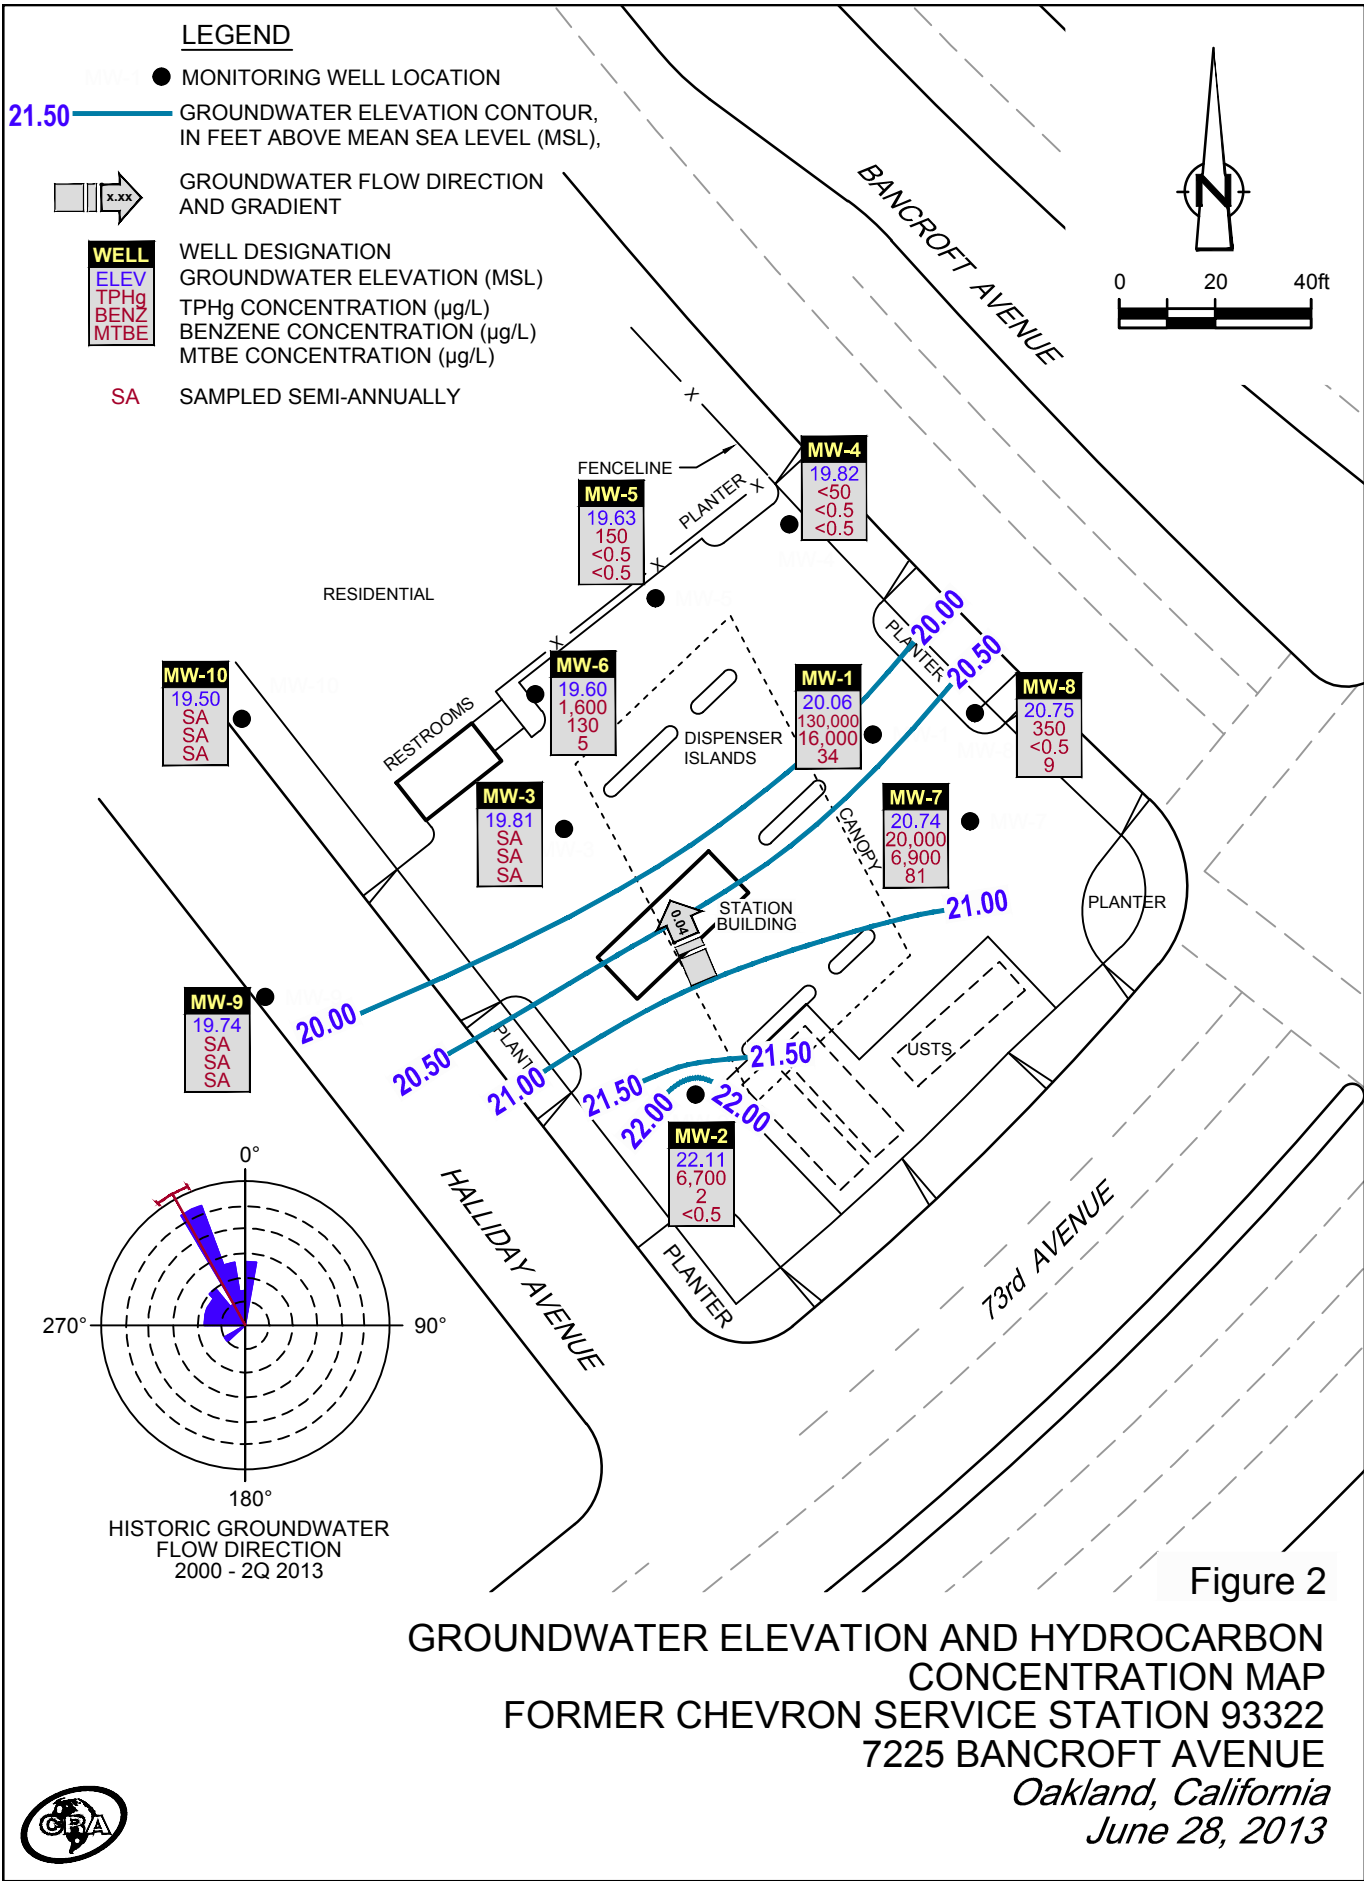 LEGEND
MONITORING WELL LOCATION
21.50
GROUNDWATER ELEVATION CONTOUR,
IN FEET ABOVE MEAN SEA LEVEL (MSL),
x.xx
GROUNDWATER FLOW DIRECTION
AND GRADIENT
WELL
ELEV
TPHg
BENZ
MTBE
WELL DESIGNATION
GROUNDWATER ELEVATION (MSL)
TPHg CONCENTRATION (µg/L)
BENZENE CONCENTRATION (µg/L)
MTBE CONCENTRATION (µg/L)
SA
SAMPLED SEMI-ANNUALLY
N
0 20 40ft
BANCROFT AVENUE
FENCELINE
X
X
X
X
PLANTER
MW-4
19.82
<50
<0.5
<0.5
MW-5
19.63
150
<0.5
<0.5
RESIDENTIAL
PLANTER
20.00
20.50
MW-10
19.50
SA
SA
SA
MW-6
19.60
1,600
130
5
RESTROOMS
DISPENSER
ISLANDS
MW-1
20.06
130,000
16,000
34
MW-8
20.75
350
<0.5
9
MW-3
19.81
SA
SA
SA
CANOPY
MW-7
20.74
20,000
6,900
81
21.00
PLANTER
STATION
BUILDING
0.04
MW-9
19.74
SA
SA
SA
20.00
20.50
21.00
PLANT
21.50
21.50
22.00
22.00
USTS
MW-2
22.11
6,700
2
<0.5
PLANTER
HALLIDAY AVENUE
73rd AVENUE
0°
270°
90°
180°
HISTORIC GROUNDWATER
FLOW DIRECTION
2000 - 2Q 2013
Figure 2
GROUNDWATER ELEVATION AND HYDROCARBON
CONCENTRATION MAP
FORMER CHEVRON SERVICE STATION 93322
7225 BANCROFT AVENUE
Oakland, California
June 28, 2013
CRA